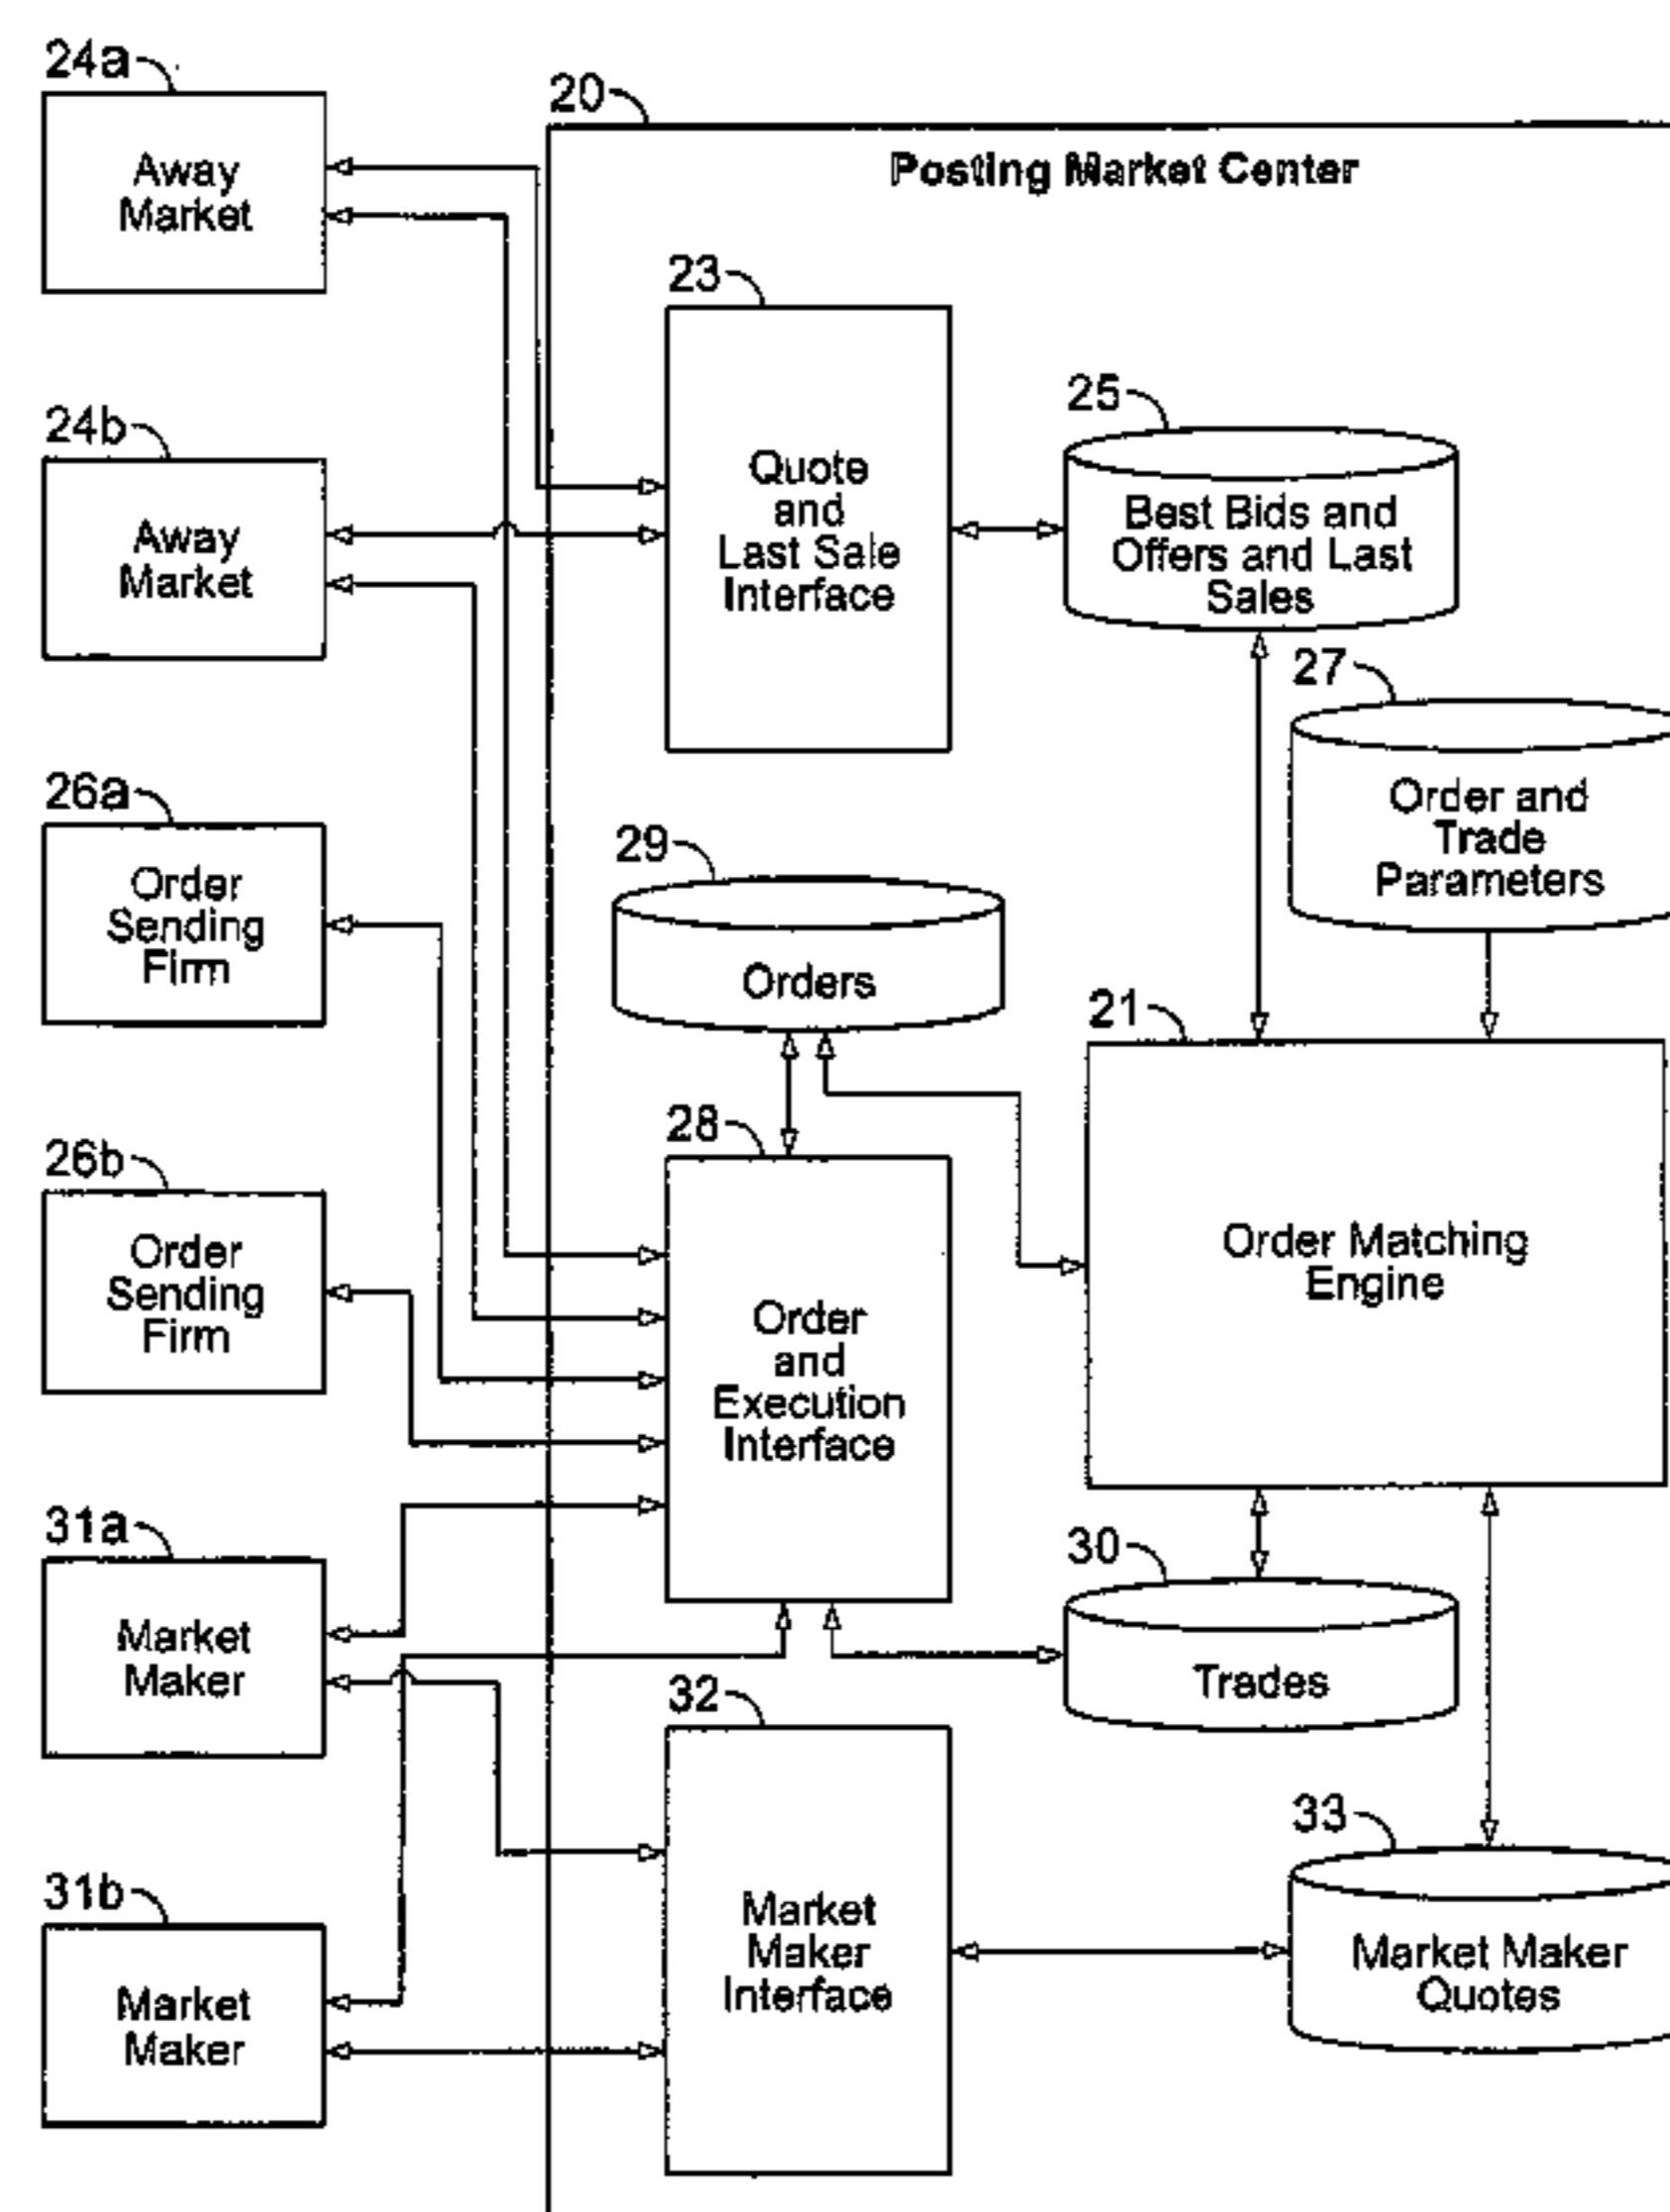 24a
Away
Market
20
Posting Market Center
23
Quote
and
Last Sale
Interface
25
Best Bids and
Offers and Last
Sales
24b
Away
Market
27
Order and
Trade
Parameters
26a
Order
Sending
Firm
29
Orders
21
Order Matching
Engine
26b
Order
Sending
Firm
28
Order
and
Execution
Interface
31a
Market
Maker
30
Trades
32
Market
Maker
Interface
33
Market Maker
Quotes
31b
Market
Maker